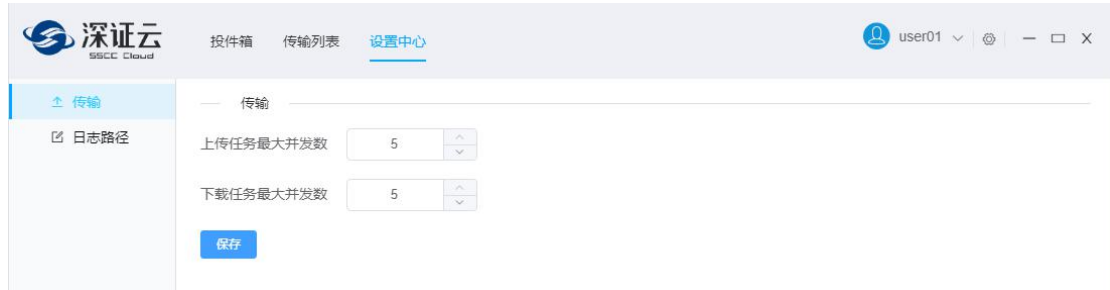 深证云
SSCC Cloud
投件箱 传输列表 设置中心
user01
传输
日志路径
传输
上传任务最大并发数 5
下载任务最大并发数 5
保存